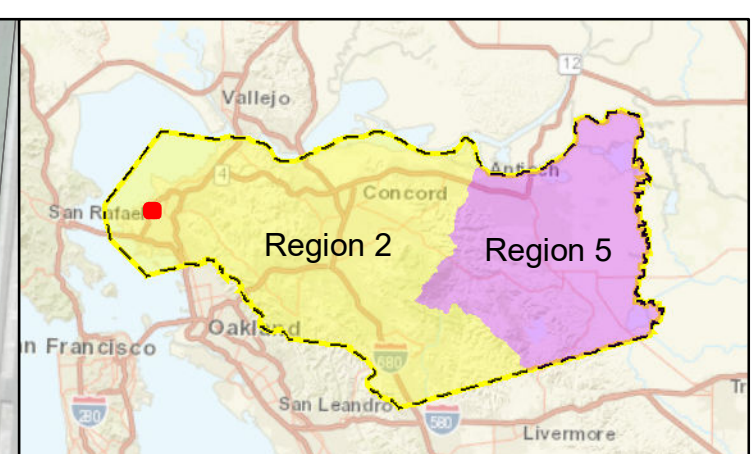 12
Vallejo
4
Antioch
Concord
San Rafael
Region 2
Region 5
Oakland
n Francisco
680
San Leandro
Tr
280
580
Livermore